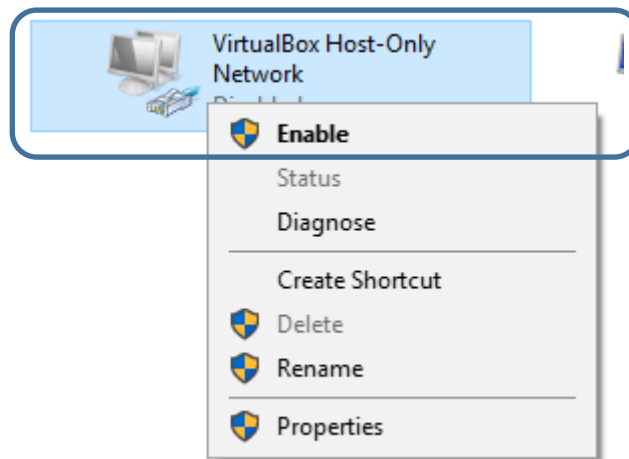 VirtualBox Host-Only
Network
Enable
Status
Diagnose
Create Shortcut
Delete
Rename
Properties